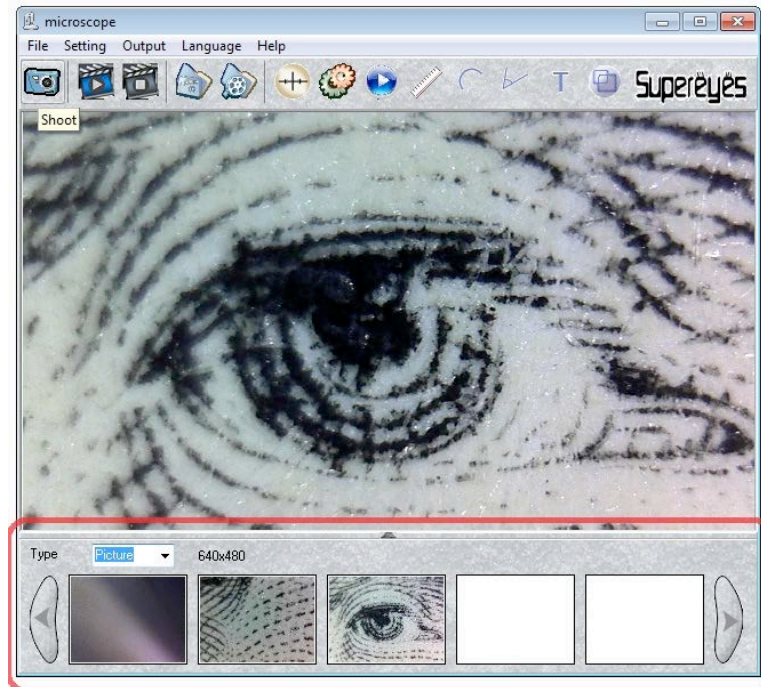 microscope
File Setting Output Language Help
T Supereyes
Shoot
Type Picture 640x480